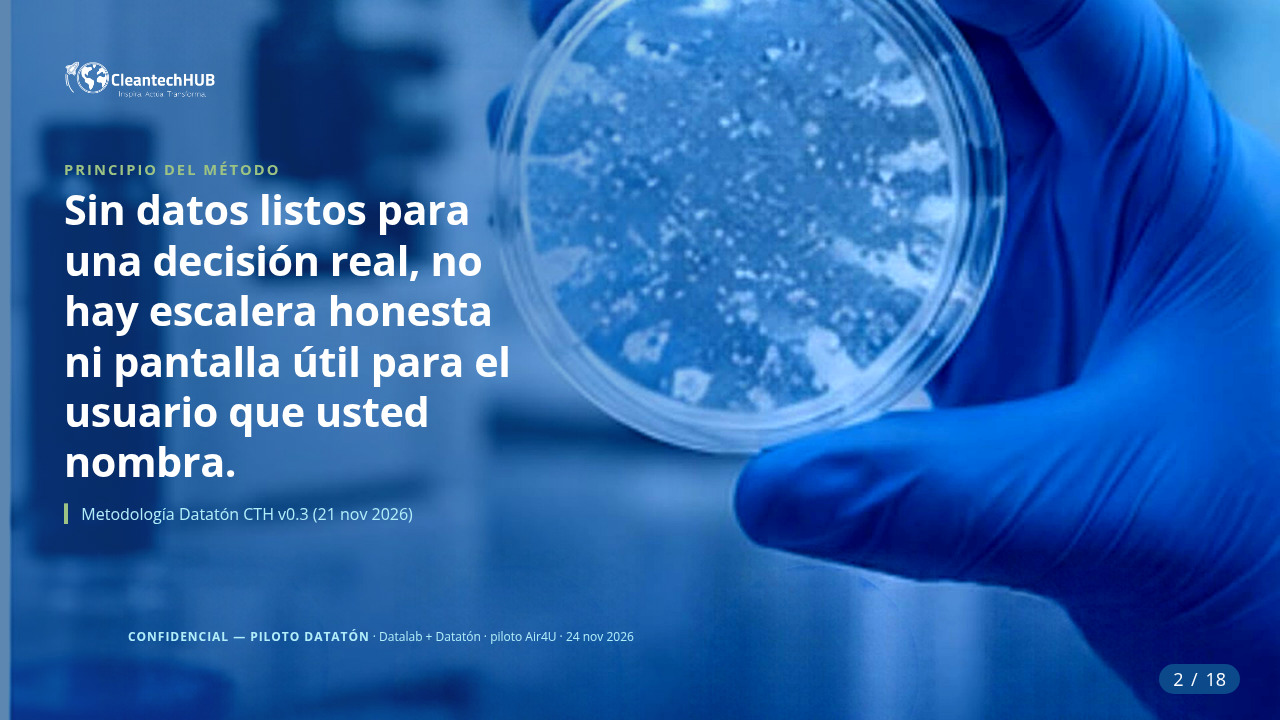 CleantechHUB
Inspira. Actúa. Transforma.
PRINCIPIO DEL MÉTODO
Sin datos listos para
una decisión real, no
hay escalera honesta
ni pantalla útil para el
usuario que usted
nombra.
Metodología Datatón CTH v0.3 (21 nov 2026)
CONFIDENCIAL — PILOTO DATATÓN · Datalab + Datatón · piloto Air4U · 24 nov 2026
2 / 18